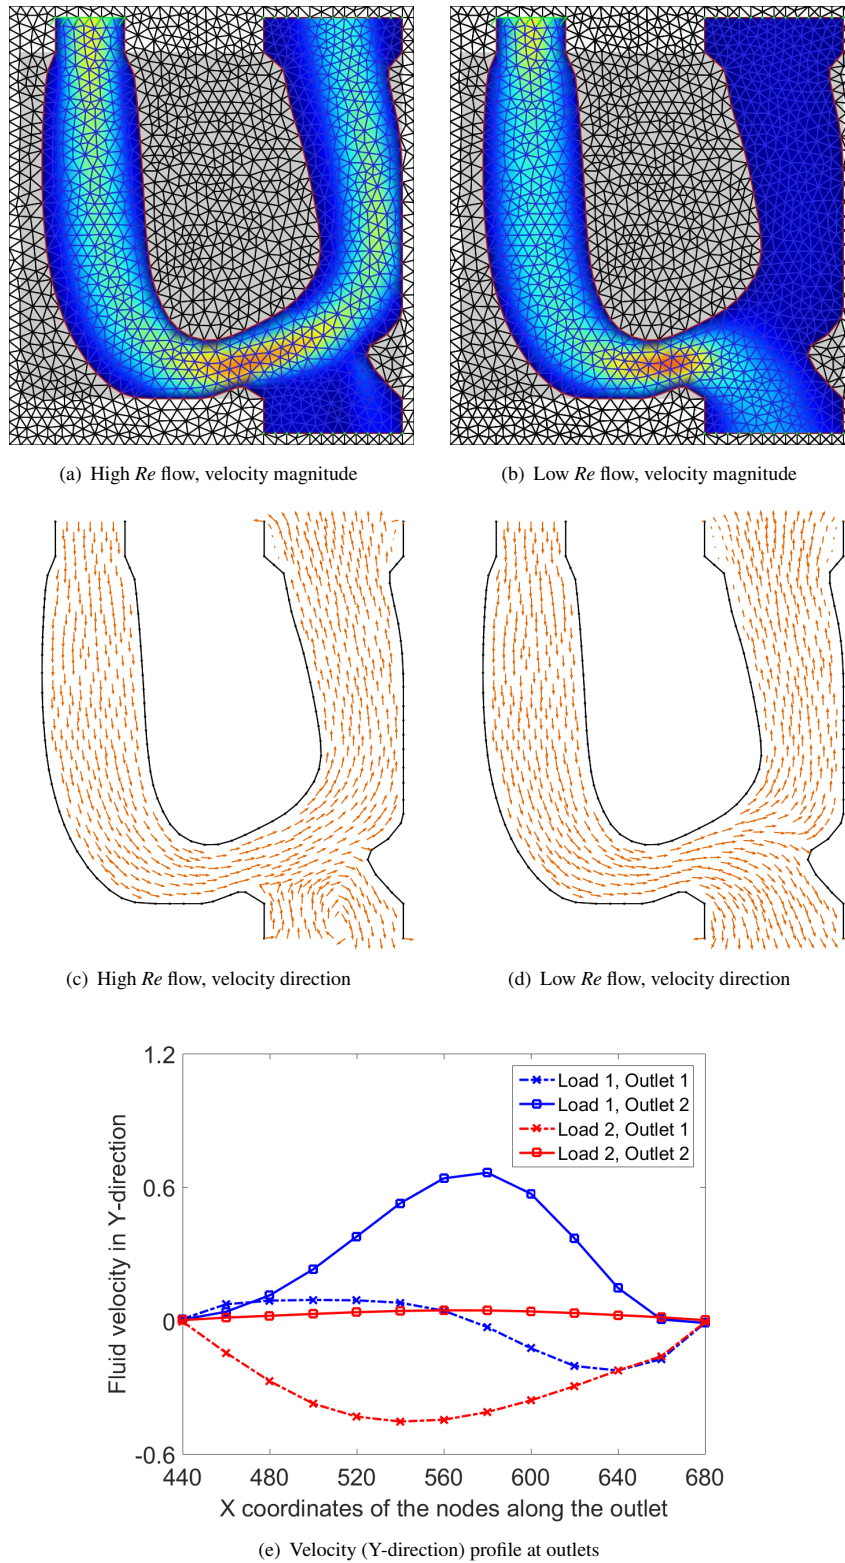 (a) High Re flow, velocity magnitude
(b) Low Re flow, velocity magnitude
(c) High Re flow, velocity direction
(d) Low Re flow, velocity direction
1.2
0.6
0
-0.6
Fluid velocity in Y-direction
Load 1, Outlet 1
Load 1, Outlet 2
Load 2, Outlet 1
Load 2, Outlet 2
440 480 520 560 600 640 680
X coordinates of the nodes along the outlet
(e) Velocity (Y-direction) profile at outlets